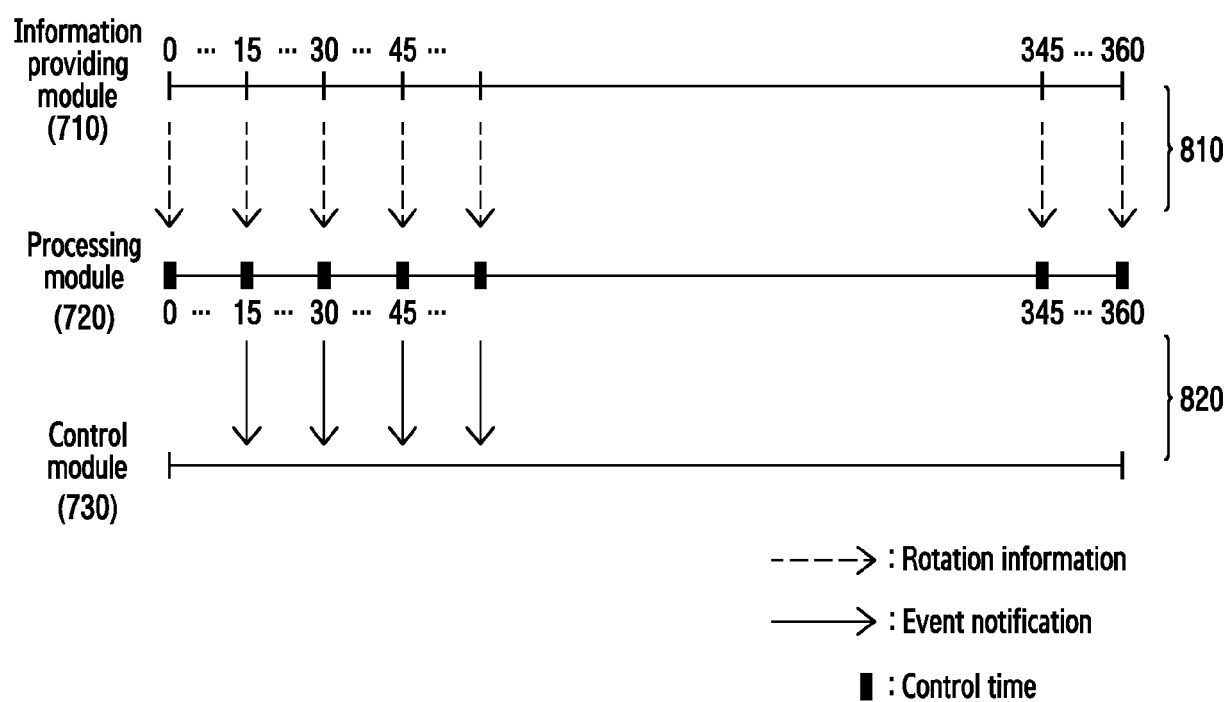 Information
providing
module
(710)
0 ... 15 ... 30 ... 45 ... 345 ... 360
810
Processing
module
(720)
0 ... 15 ... 30 ... 45 ... 345 ... 360
820
Control
module
(730)
: Rotation information
: Event notification
: Control time